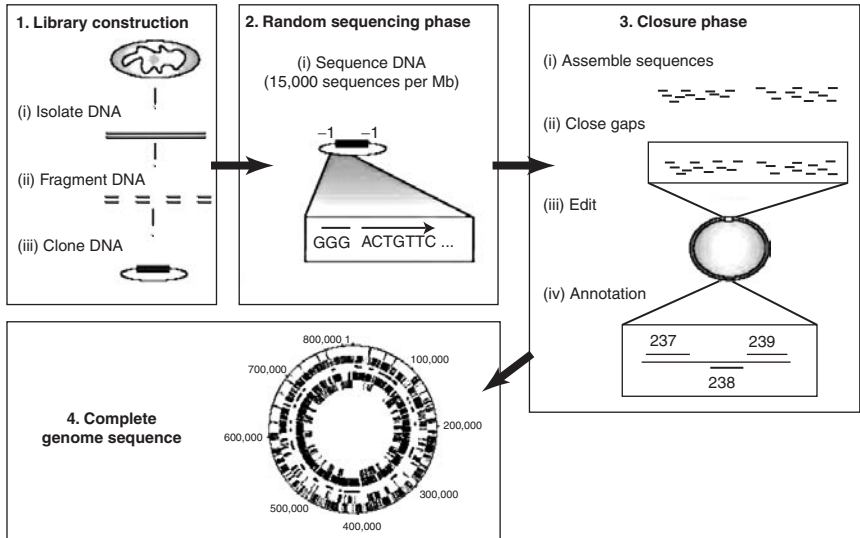 1. Library construction
(i) Isolate DNA
(ii) Fragment DNA
(iii) Clone DNA
2. Random sequencing phase
(i) Sequence DNA
(15,000 sequences per Mb)
–1 –1
GGG ACTGTTC ...
3. Closure phase
(i) Assemble sequences
(ii) Close gaps
(iii) Edit
(iv) Annotation
237 239
238
4. Complete
genome sequence
800,000 1
100,000
200,000
300,000
400,000
500,000
600,000
700,000